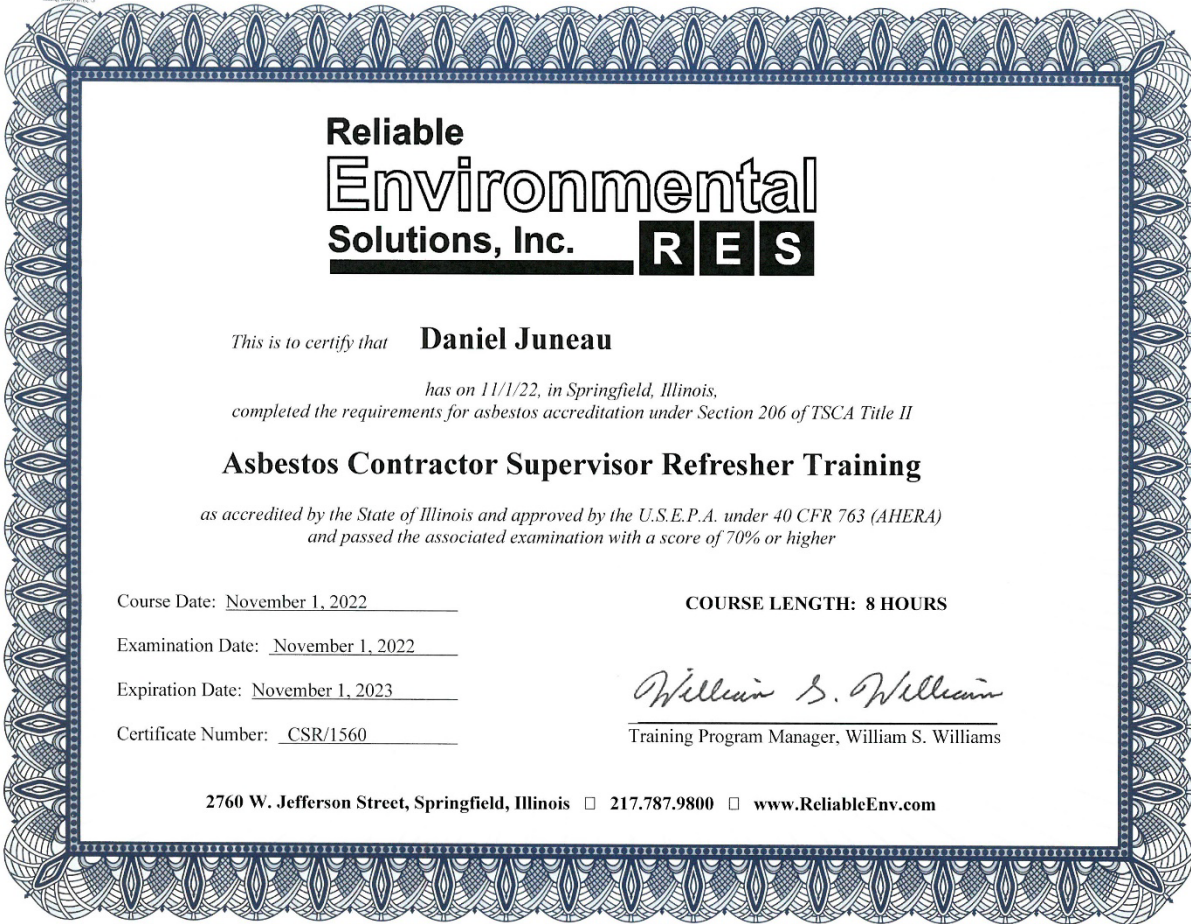 Reliable
Environmental
Solutions, Inc. R E S
This is to certify that Daniel Juneau
has on 11/1/22, in Springfield, Illinois,
completed the requirements for asbestos accreditation under Section 206 of TSCA Title II
Asbestos Contractor Supervisor Refresher Training
as accredited by the State of Illinois and approved by the U.S.E.P.A. under 40 CFR 763 (AHERA)
and passed the associated examination with a score of 70% or higher
Course Date: November 1, 2022
COURSE LENGTH: 8 HOURS
Examination Date: November 1, 2022
Expiration Date: November 1, 2023
William S. William
Certificate Number: CSR/1560
Training Program Manager, William S. Williams
2760 W. Jefferson Street, Springfield, Illinois □ 217.787.9800 □ www.ReliableEnv.com